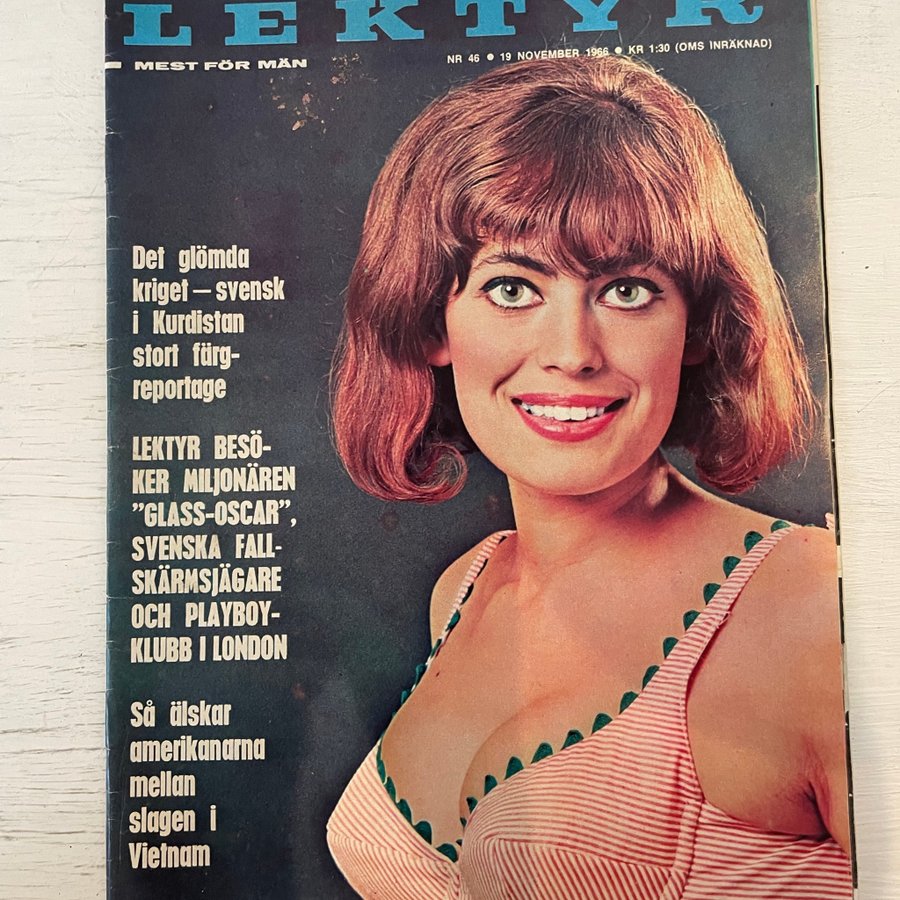 LEKTYR
MEST FÖR MÄN
NR 46 ● 19 NOVEMBER 1966 ● KR 1:30 (OMS INRÄKNAD)
Det glömda
kriget – svensk
i Kurdistan
stort färg-
reportage
LEKTYR BESÖ-
KER MILJONÄREN
”GLASS-OSCAR”,
SVENSKA FALL-
SKÄRMSJÄGARE
OCH PLAYBOY-
KLUBB I LONDON
Så älskar
amerikanarna
mellan
slagen i
Vietnam